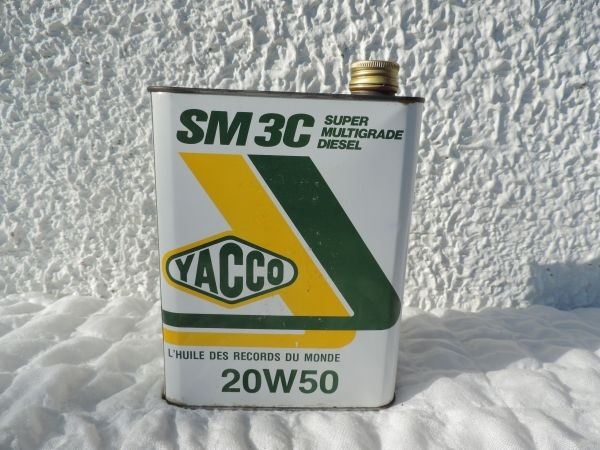 SM 3C
SUPER
MULTIGRADE
DIESEL
YACCO
L'HUILE DES RECORDS DU MONDE
20W50